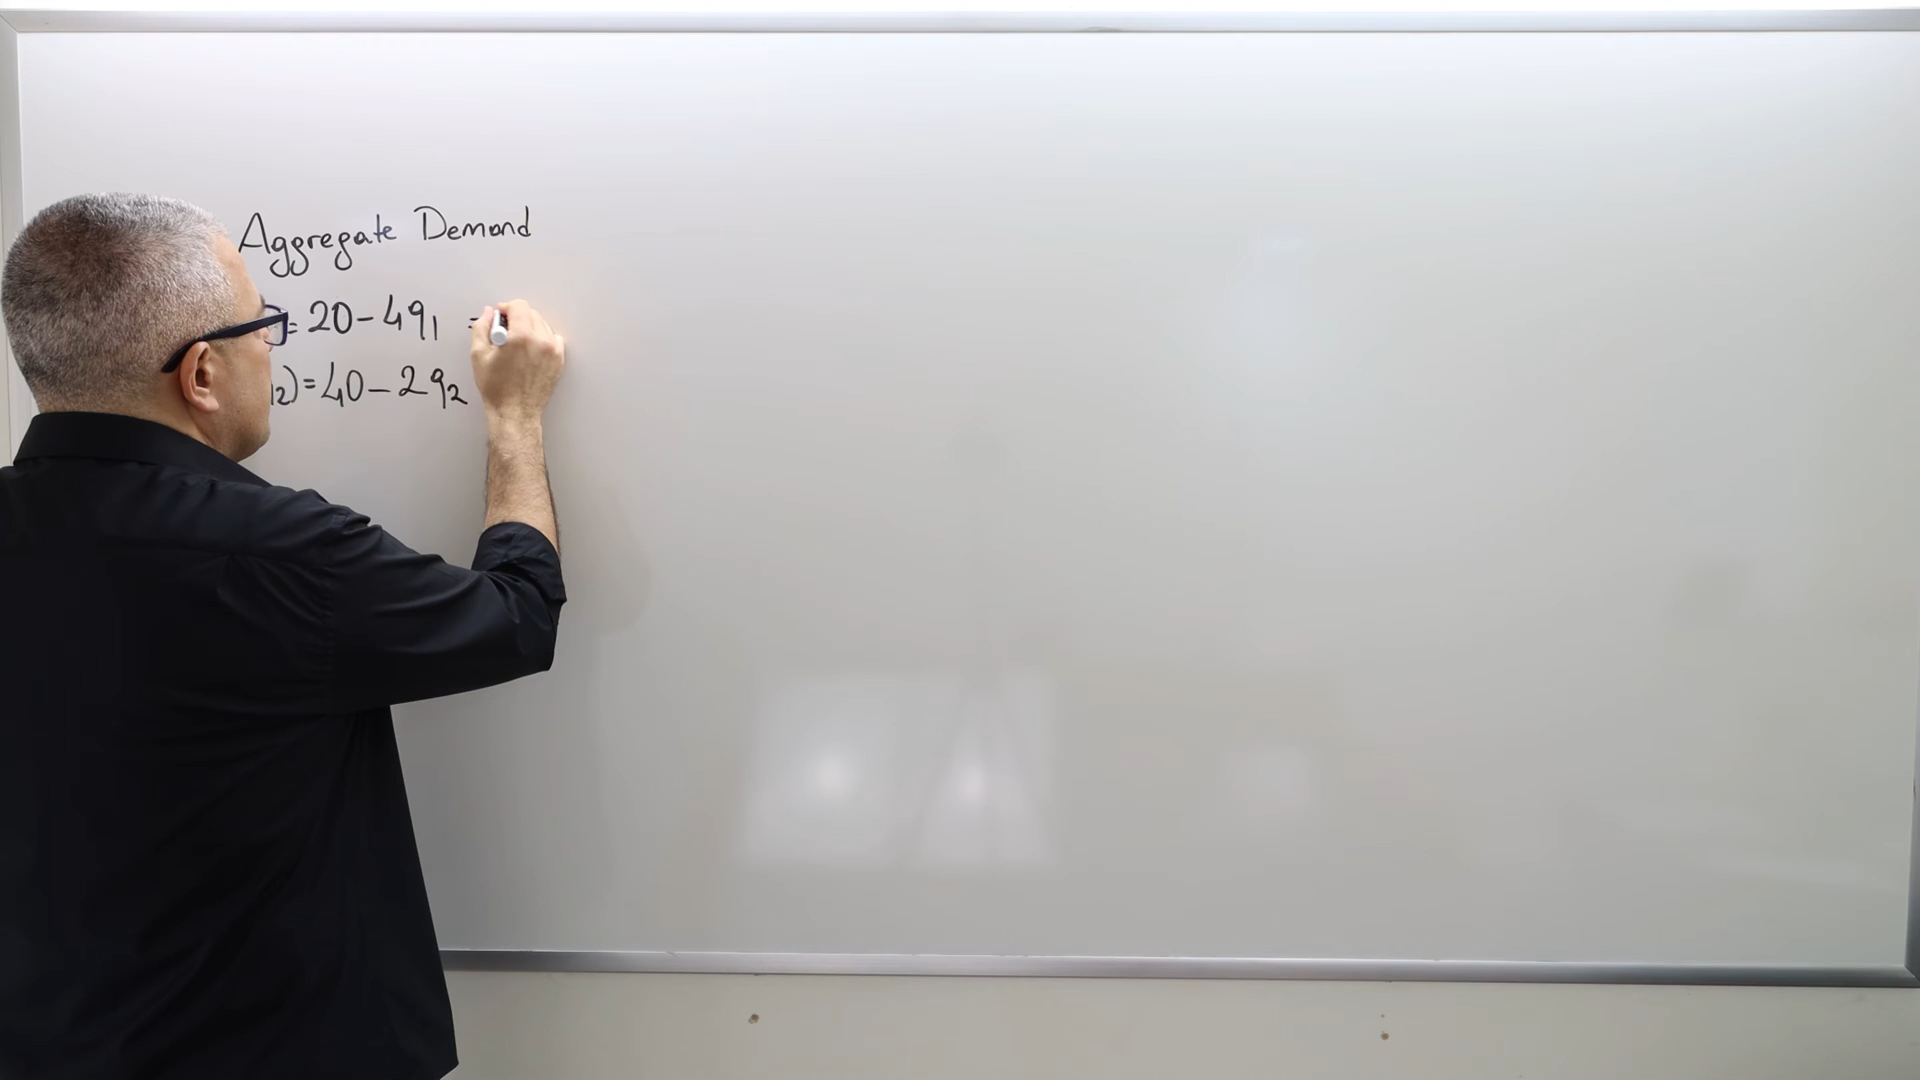 Aggregate Demand
= 20 - 4q₁ =
₂) = 40 - 2q₂